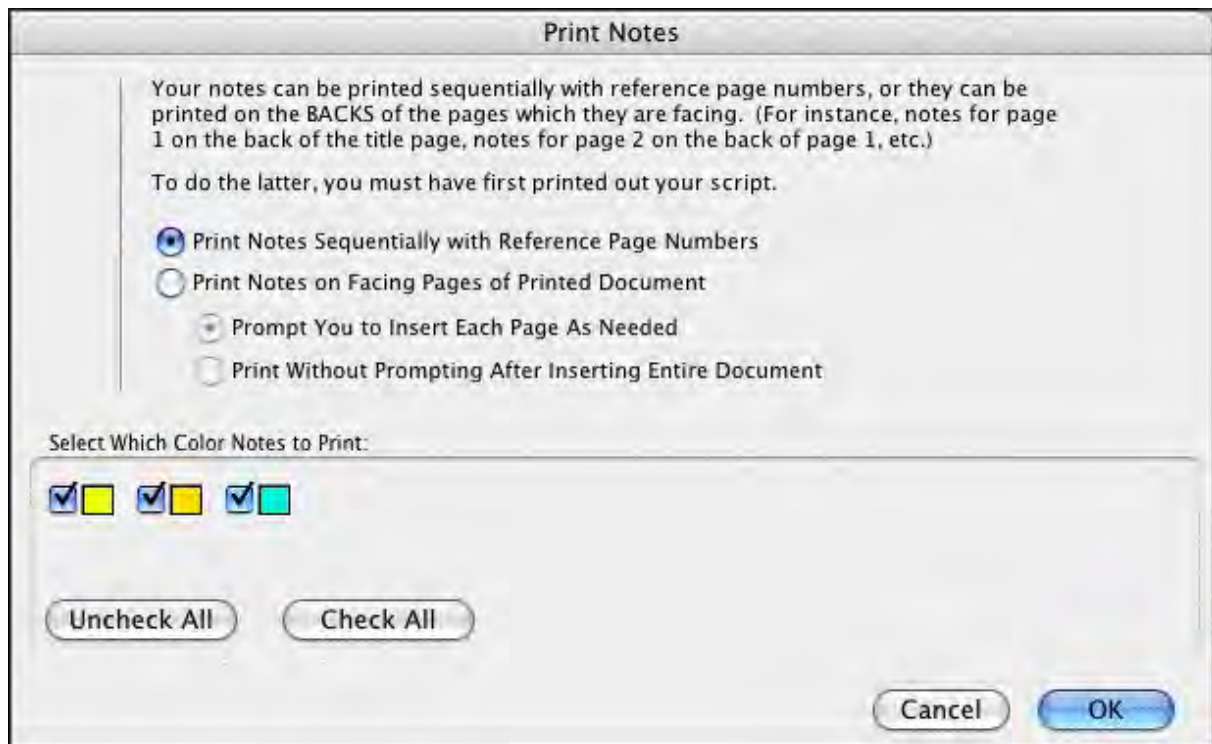 Print Notes
Your notes can be printed sequentially with reference page numbers, or they can be
printed on the BACKS of the pages which they are facing. (For instance, notes for page
1 on the back of the title page, notes for page 2 on the back of page 1, etc.)
To do the latter, you must have first printed out your script.
Print Notes Sequentially with Reference Page Numbers
Print Notes on Facing Pages of Printed Document
Prompt You to Insert Each Page As Needed
Print Without Prompting After Inserting Entire Document
Select Which Color Notes to Print:
Uncheck All Check All
Cancel OK